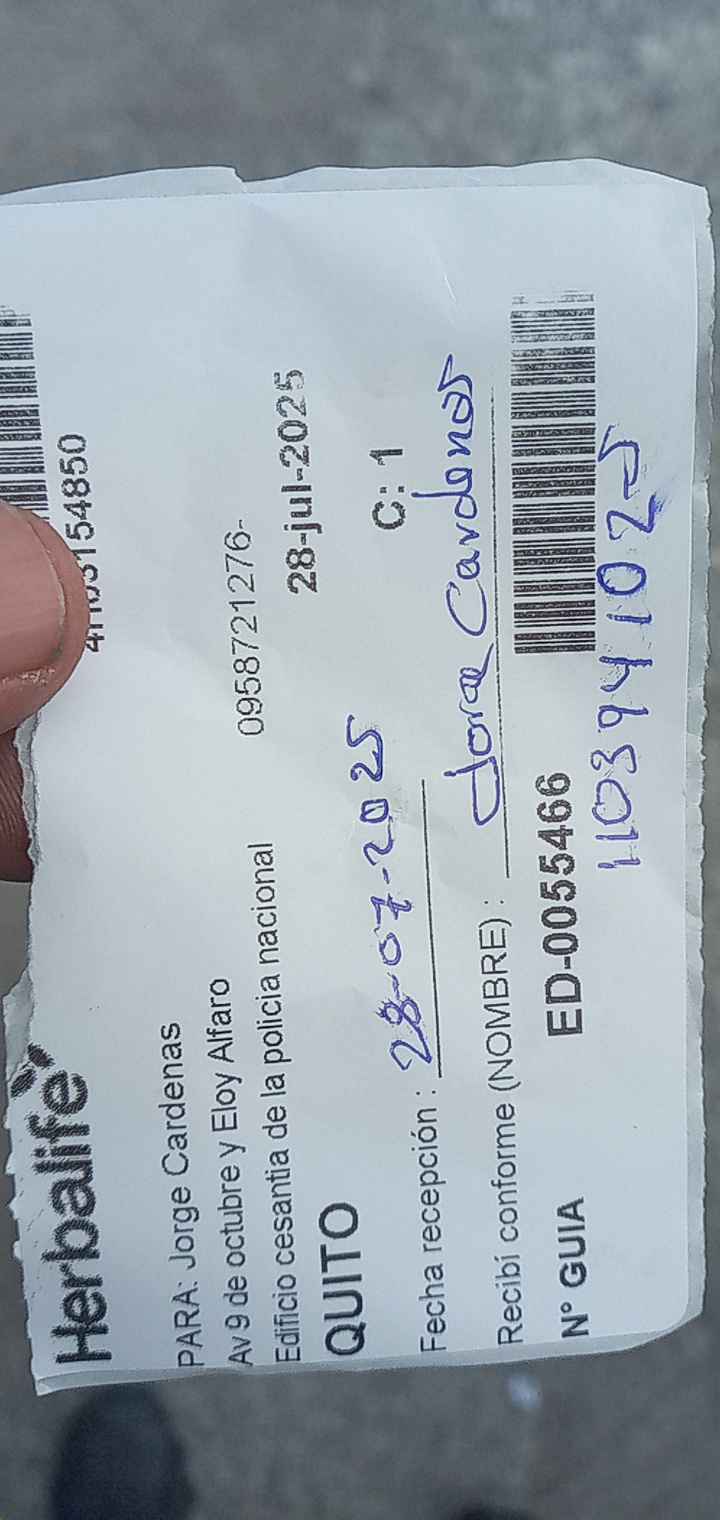 Herbalife
154850
PARA: Jorge Cardenas
Av 9 de octubre y Eloy Alfaro
0958721276-
Edificio cesantia de la policia nacional
28-jul-2025
QUITO
C: 1
Fecha recepción : 28-07-2025
Recibí conforme (NOMBRE) : Jorge Cardenas
N° GUIA ED-0055466
1103941025